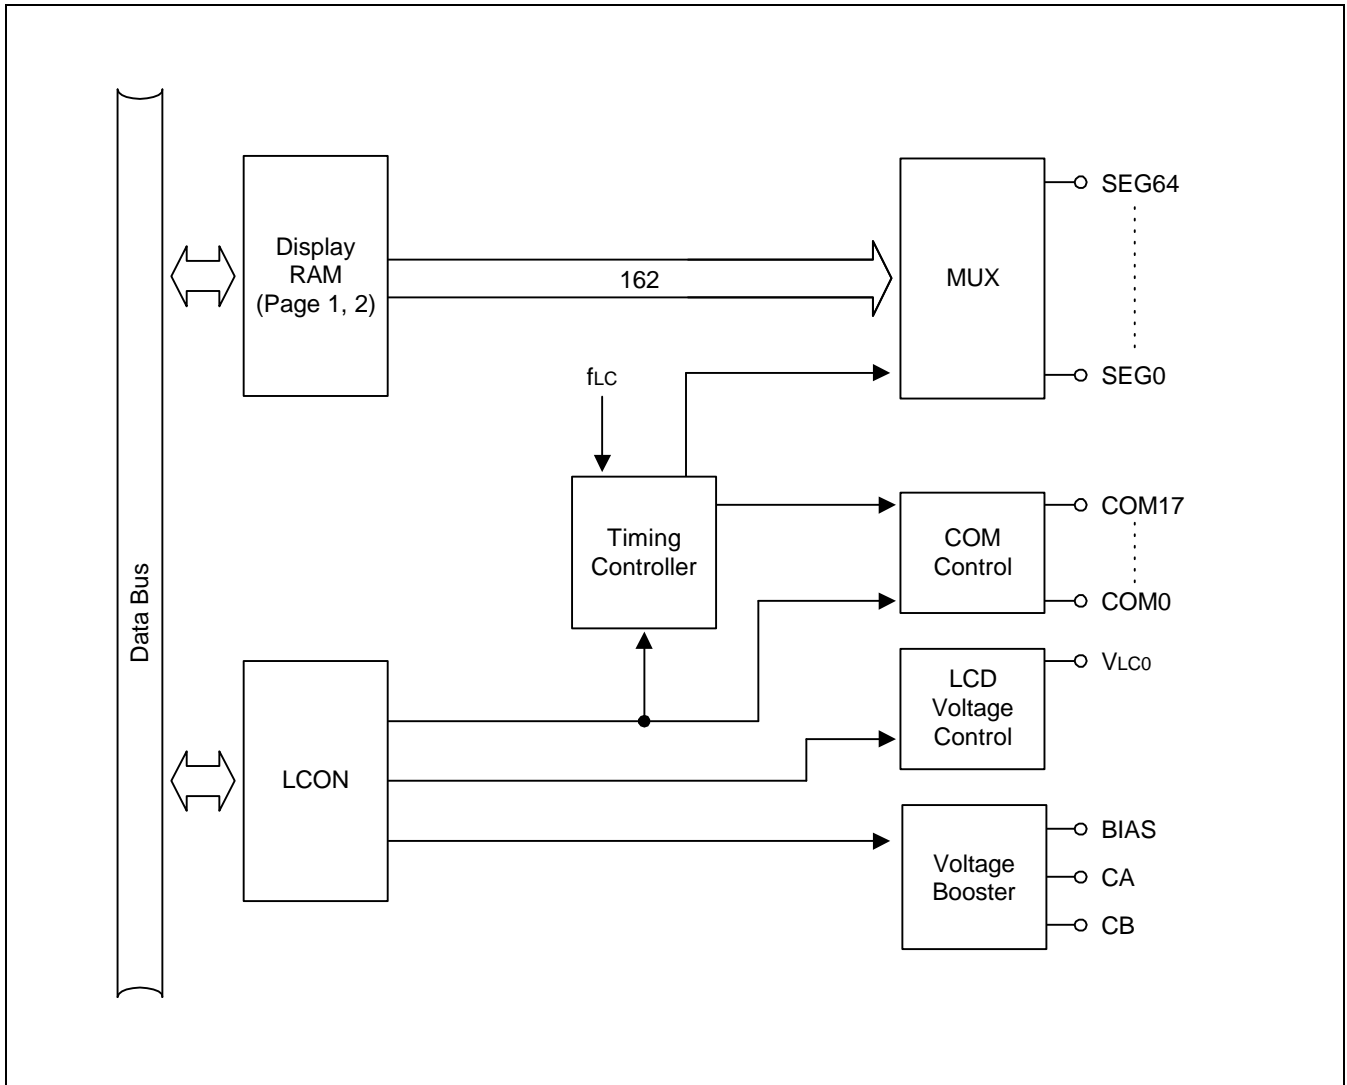 Data Bus
Display
RAM
(Page 1, 2)
162
MUX
SEG64
SEG0
fLC
Timing
Controller
COM
Control
COM17
COM0
LCON
LCD
Voltage
Control
VLC0
Voltage
Booster
BIAS
CA
CB